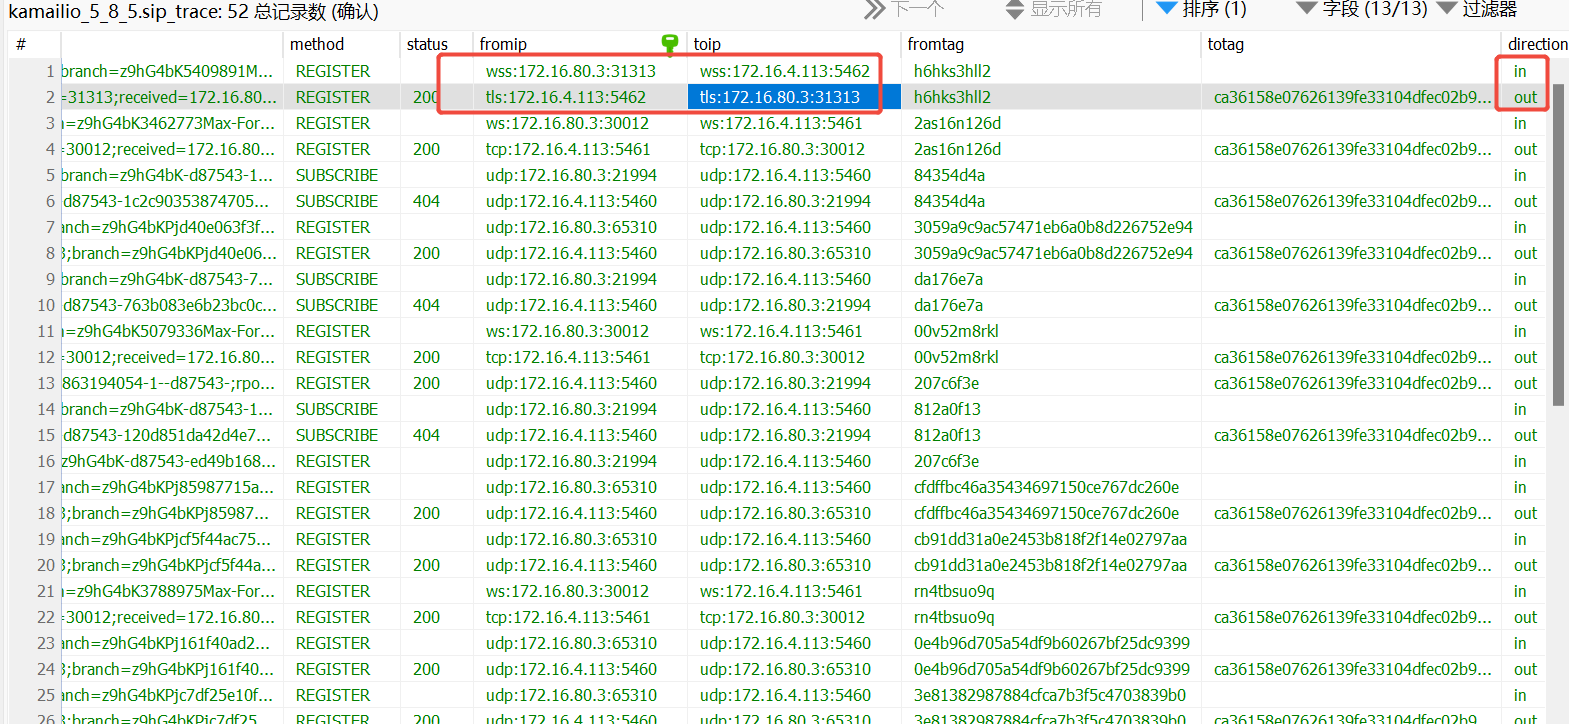 kamailio_5_8_5.sip_trace: 52 总记录数 (确认) 下一个 显示所有 排序 (1) 字段 (13/13) 过滤器
# method status fromip toip fromtag totag direction
1 branch=z9hG4bK5409891M... REGISTER wss:172.16.80.3:31313 wss:172.16.4.113:5462 h6hks3hll2 in
2 =31313;received=172.16.80... REGISTER 200 tls:172.16.4.113:5462 tls:172.16.80.3:31313 h6hks3hll2 ca36158e07626139fe33104dfec02b9... out
3 ı=z9hG4bK3462773Max-For... REGISTER ws:172.16.80.3:30012 ws:172.16.4.113:5461 2as16n126d in
4 =30012;received=172.16.80... REGISTER 200 tcp:172.16.4.113:5461 tcp:172.16.80.3:30012 2as16n126d ca36158e07626139fe33104dfec02b9... out
5 ranch=z9hG4bK-d87543-1... SUBSCRIBE udp:172.16.80.3:21994 udp:172.16.4.113:5460 84354d4a in
6 d87543-1c2c90353874705... SUBSCRIBE 404 udp:172.16.4.113:5460 udp:172.16.80.3:21994 84354d4a ca36158e07626139fe33104dfec02b9... out
7 ranch=z9hG4bKPjd40e063f3f... REGISTER udp:172.16.80.3:65310 udp:172.16.4.113:5460 3059a9c9ac57471eb6a0b8d226752e94 in
8 3;branch=z9hG4bKPjd40e06... REGISTER 200 udp:172.16.4.113:5460 udp:172.16.80.3:65310 3059a9c9ac57471eb6a0b8d226752e94 ca36158e07626139fe33104dfec02b9... out
9 branch=z9hG4bK-d87543-7... SUBSCRIBE udp:172.16.80.3:21994 udp:172.16.4.113:5460 da176e7a in
10 d87543-763b083e6b23bc0c... SUBSCRIBE 404 udp:172.16.4.113:5460 udp:172.16.80.3:21994 da176e7a ca36158e07626139fe33104dfec02b9... out
11 ı=z9hG4bK5079336Max-For... REGISTER ws:172.16.80.3:30012 ws:172.16.4.113:5461 00v52m8rkl in
12 =30012;received=172.16.80... REGISTER 200 tcp:172.16.4.113:5461 tcp:172.16.80.3:30012 00v52m8rkl ca36158e07626139fe33104dfec02b9... out
13 863194054-1--d87543-;rpo... REGISTER 200 udp:172.16.4.113:5460 udp:172.16.80.3:21994 207c6f3e ca36158e07626139fe33104dfec02b9... out
14 branch=z9hG4bK-d87543-1... SUBSCRIBE udp:172.16.80.3:21994 udp:172.16.4.113:5460 812a0f13 in
15 d87543-120d851da42d4e7... SUBSCRIBE 404 udp:172.16.4.113:5460 udp:172.16.80.3:21994 812a0f13 ca36158e07626139fe33104dfec02b9... out
16 z9hG4bK-d87543-ed49b168... REGISTER udp:172.16.80.3:21994 udp:172.16.4.113:5460 207c6f3e in
17 anch=z9hG4bKPj85987715a... REGISTER udp:172.16.80.3:65310 udp:172.16.4.113:5460 cfdffbc46a35434697150ce767dc260e in
18 3;branch=z9hG4bKPj85987... REGISTER 200 udp:172.16.4.113:5460 udp:172.16.80.3:65310 cfdffbc46a35434697150ce767dc260e ca36158e07626139fe33104dfec02b9... out
19 anch=z9hG4bKPjcf5f44ac75... REGISTER udp:172.16.80.3:65310 udp:172.16.4.113:5460 cb91dd31a0e2453b818f2f14e02797aa in
20 3;branch=z9hG4bKPjcf5f44a... REGISTER 200 udp:172.16.4.113:5460 udp:172.16.80.3:65310 cb91dd31a0e2453b818f2f14e02797aa ca36158e07626139fe33104dfec02b9... out
21 ı=z9hG4bK3788975Max-For... REGISTER ws:172.16.80.3:30012 ws:172.16.4.113:5461 rn4tbsuo9q in
22 =30012;received=172.16.80... REGISTER 200 tcp:172.16.4.113:5461 tcp:172.16.80.3:30012 rn4tbsuo9q ca36158e07626139fe33104dfec02b9... out
23 anch=z9hG4bKPj161f40ad2... REGISTER udp:172.16.80.3:65310 udp:172.16.4.113:5460 0e4b96d705a54df9b60267bf25dc9399 in
24 3;branch=z9hG4bKPj161f40... REGISTER 200 udp:172.16.4.113:5460 udp:172.16.80.3:65310 0e4b96d705a54df9b60267bf25dc9399 ca36158e07626139fe33104dfec02b9... out
25 anch=z9hG4bKPjc7df25e10f... REGISTER udp:172.16.80.3:65310 udp:172.16.4.113:5460 3e81382987884cfca7b3f5c4703839b0 in
26 3;branch=z9hG4bKPjc7df25... REGISTER 200 udp:172.16.4.113:5460 udp:172.16.80.3:65310 3e81382987884cfca7b3f5c4703839b0 ca36158e07626139fe33104dfec02b9... out